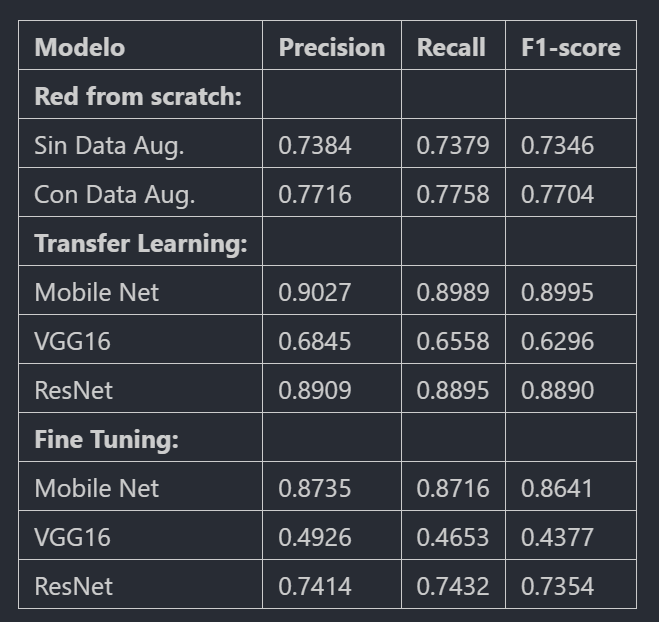 Modelo Precision Recall F1-score
Red from scratch:
Sin Data Aug. 0.7384 0.7379 0.7346
Con Data Aug. 0.7716 0.7758 0.7704
Transfer Learning:
Mobile Net 0.9027 0.8989 0.8995
VGG16 0.6845 0.6558 0.6296
ResNet 0.8909 0.8895 0.8890
Fine Tuning:
Mobile Net 0.8735 0.8716 0.8641
VGG16 0.4926 0.4653 0.4377
ResNet 0.7414 0.7432 0.7354